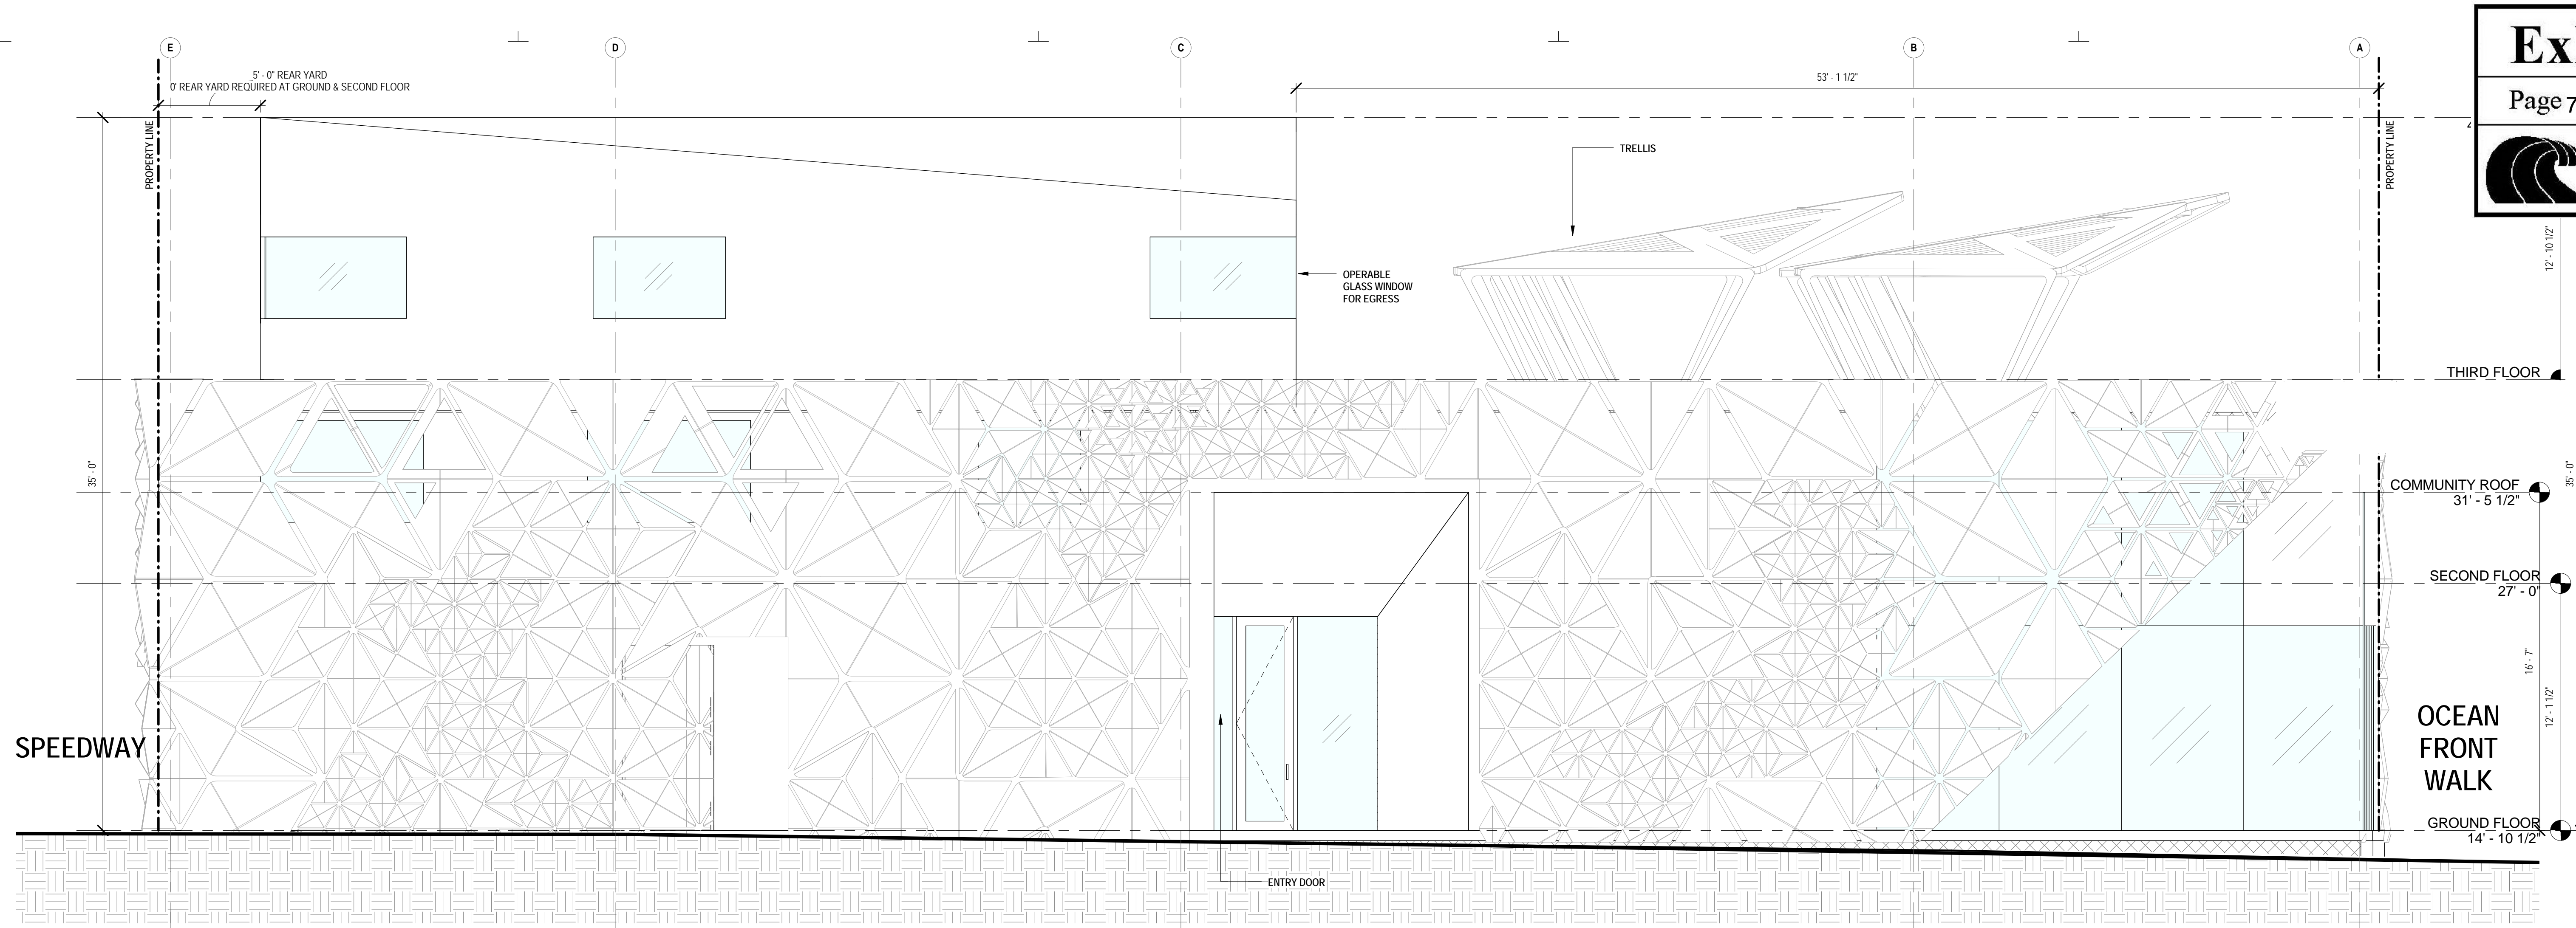 E
D
C
B
A
5' - 0" REAR YARD
0' REAR YARD REQUIRED AT GROUND & SECOND FLOOR
53' - 1 1/2"
Page 7
PROPERTY LINE
PROPERTY LINE
TRELLIS
12' - 10 1/2"
OPERABLE
GLASS WINDOW
FOR EGRESS
THIRD FLOOR
35' - 0"
35' - 0"
COMMUNITY ROOF
31' - 5 1/2"
SECOND FLOOR
27' - 0"
16' - 7"
12' - 1 1/2"
SPEEDWAY
OCEAN
FRONT
WALK
GROUND FLOOR
14' - 10 1/2"
ENTRY DOOR